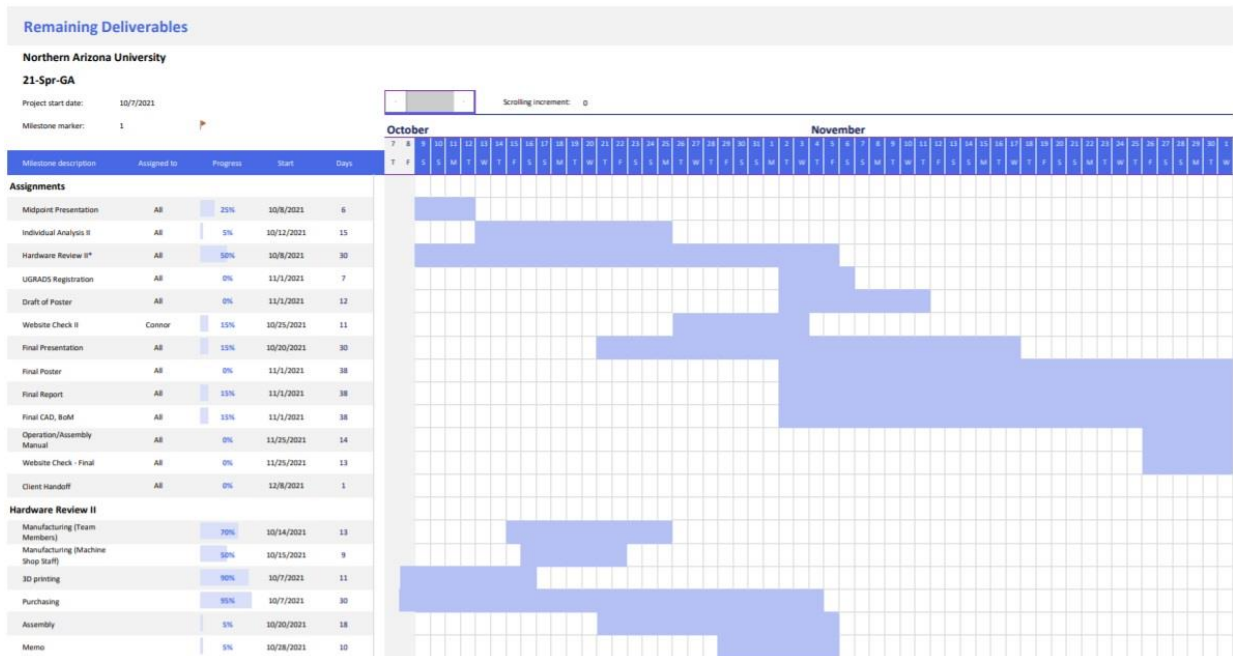 Remaining Deliverables
Northern Arizona University
21-Spr-GA
Project start date: 10/7/2021 Scrolling increment: 0
Milestone marker: 1
October November
7 8 9 10 11 12 13 14 15 16 17 18 19 20 21 22 23 24 25 26 27 28 29 30 31 1 2 3 4 5 6 7 8 9 10 11 12 13 14 15 16 17 18 19 20 21 22 23 24 25 26 27 28 29 30 1
Milestone description Assigned to Progress Start Days T F S S M T W T F S S M T W T F S S M T W T F S S M T W T F S S M T W T F S S M T W T F S S M T W T F S S M T W
Assignments
Midpoint Presentation All 25% 10/8/2021 6
Individual Analysis II All 5% 10/12/2021 15
Hardware Review II* All 50% 10/8/2021 30
UGRADS Registration All 0% 11/1/2021 7
Draft of Poster All 0% 11/1/2021 12
Website Check II Connor 15% 10/25/2021 11
Final Presentation All 15% 10/20/2021 30
Final Poster All 0% 11/1/2021 38
Final Report All 15% 11/1/2021 38
Final CAD, BoM All 15% 11/1/2021 38
Operation/Assembly
Manual All 0% 11/25/2021 14
Website Check - Final All 0% 11/25/2021 13
Client Handoff All 0% 12/8/2021 1
Hardware Review II
Manufacturing (Team
Members) 70% 10/14/2021 13
Manufacturing (Machine
Shop Staff) 50% 10/15/2021 9
3D printing 90% 10/7/2021 11
Purchasing 95% 10/7/2021 30
Assembly 5% 10/20/2021 18
Memo 5% 10/28/2021 10